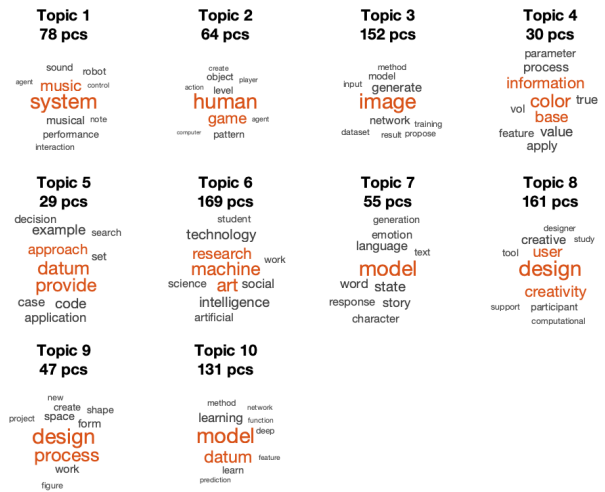 Topic 1
78 pcs
sound
robot
agent
music
control
system
musical
note
performance
interaction
Topic 2
64 pcs
create
object
player
action
level
human
game
agent
computer
pattern
Topic 3
152 pcs
method
model
input
generate
image
network
training
dataset
result
propose
Topic 4
30 pcs
parameter
process
information
color
true
vol
base
feature
value
apply
Topic 5
29 pcs
decision
example
search
approach
set
datum
provide
case
code
application
Topic 6
169 pcs
student
technology
research
work
machine
science
art
social
intelligence
artificial
Topic 7
55 pcs
generation
emotion
language
text
model
word
state
response
story
character
Topic 8
161 pcs
designer
creative
study
tool
user
design
creativity
support
participant
computational
Topic 9
47 pcs
new
create
shape
project
space
form
design
process
work
figure
Topic 10
131 pcs
method
network
learning
function
model
deep
datum
feature
learn
prediction